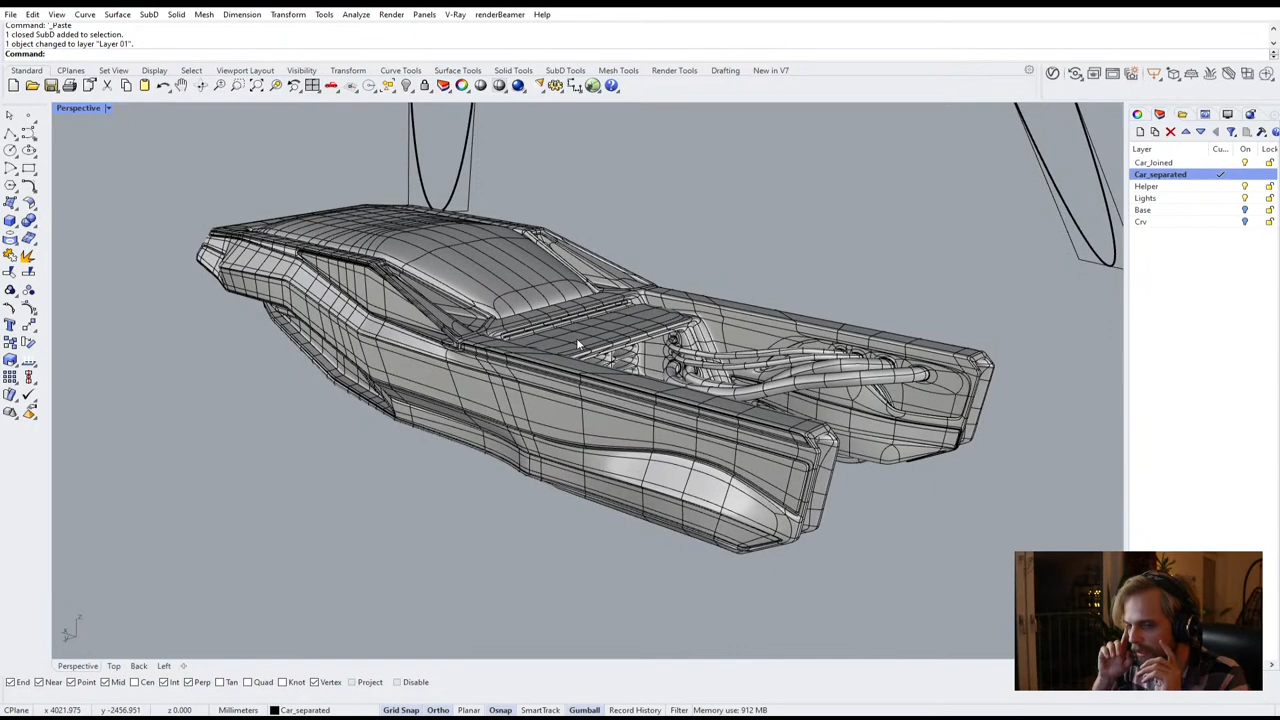 File Edit View Curve Surface SubD Solid Mesh Dimension Transform Tools Analyze Render Panels V-Ray renderBeamer Help
Command: '_Paste
1 closed SubD added to selection.
1 object changed to layer "Layer 01".
Command:
Standard CPlanes Set View Display Select Viewport Layout Visibility Transform Curve Tools Surface Tools Solid Tools SubD Tools Mesh Tools Render Tools Drafting New in V7
Perspective
Layer Cu... On Lock
Car_Joined
Car_separated
Helper
Lights
Base
Crv
z
Perspective Top Back Left
End Near Point Mid Cen Int Perp Tan Quad Knot Vertex Project Disable
CPlane x 4021.975 y -2456.951 z 0.000 Millimeters Car_separated Grid Snap Ortho Planar Osnap SmartTrack Gumball Record History Filter Memory use: 912 MB